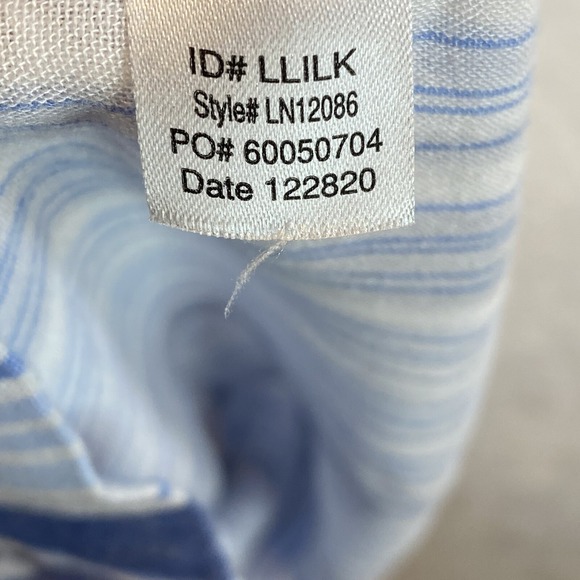 ID# LLILK
Style# LN12086
PO# 60050704
Date 122820